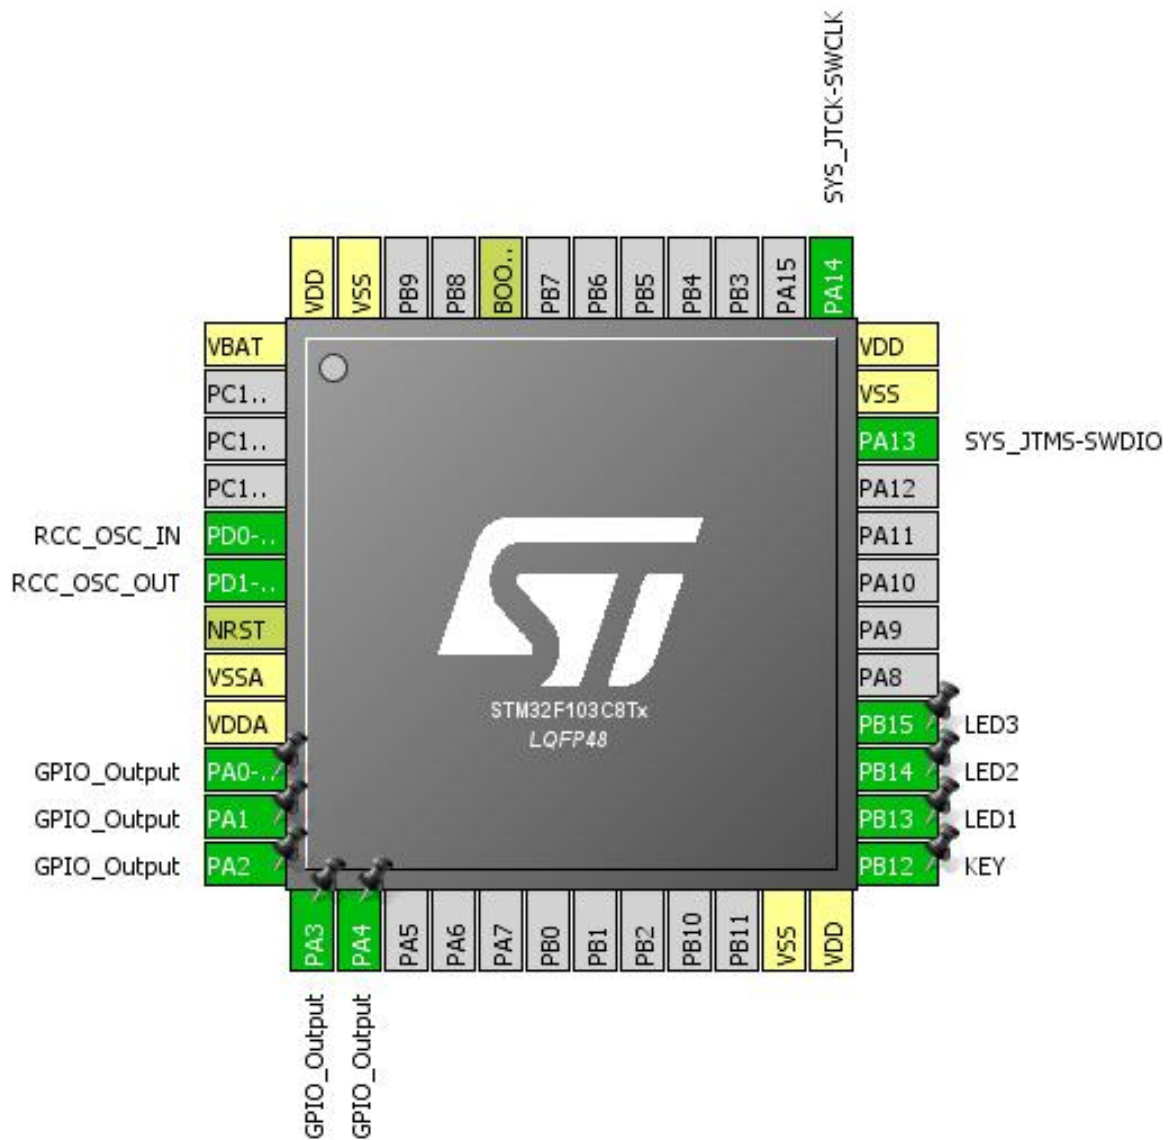 SYS_JTCK-SWCLK
VDD
VSS
PB9
PB8
BOO..
PB7
PB6
PB5
PB4
PB3
PA15
PA14
VBAT
PC1..
PC1..
PC1..
RCC_OSC_IN PD0-..
RCC_OSC_OUT PD1-..
NRST
VSSA
VDDA
GPIO_Output PA0-..
GPIO_Output PA1
GPIO_Output PA2
ST
STM32F103C8Tx
LQFP48
VDD
VSS
PA13 SYS_JTMS-SWDIO
PA12
PA11
PA10
PA9
PA8
PB15 LED3
PB14 LED2
PB13 LED1
PB12 KEY
PA3
PA4
PA5
PA6
PA7
PB0
PB1
PB2
PB10
PB11
VSS
VDD
GPIO_Output
GPIO_Output